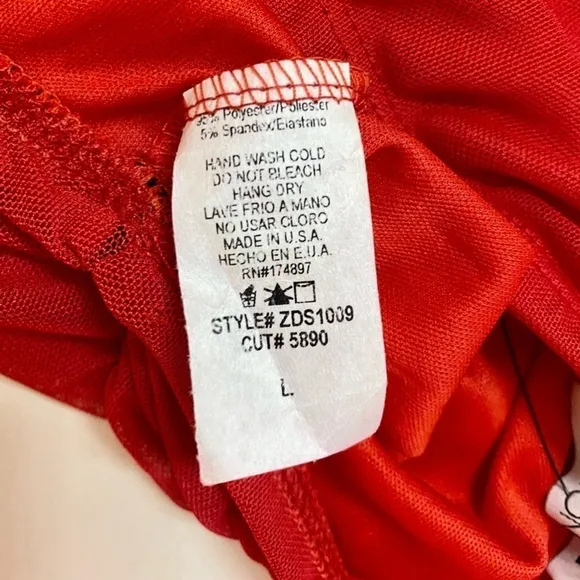 95% Polyester/Poliester
5% Spandex/Elastano
HAND WASH COLD
DO NOT BLEACH
HANG DRY
LAVE FRIO A MANO
NO USAR CLORO
MADE IN U.S.A.
HECHO EN E.U.A.
RN#174897
STYLE# ZDS1009
CUT# 5890
L.